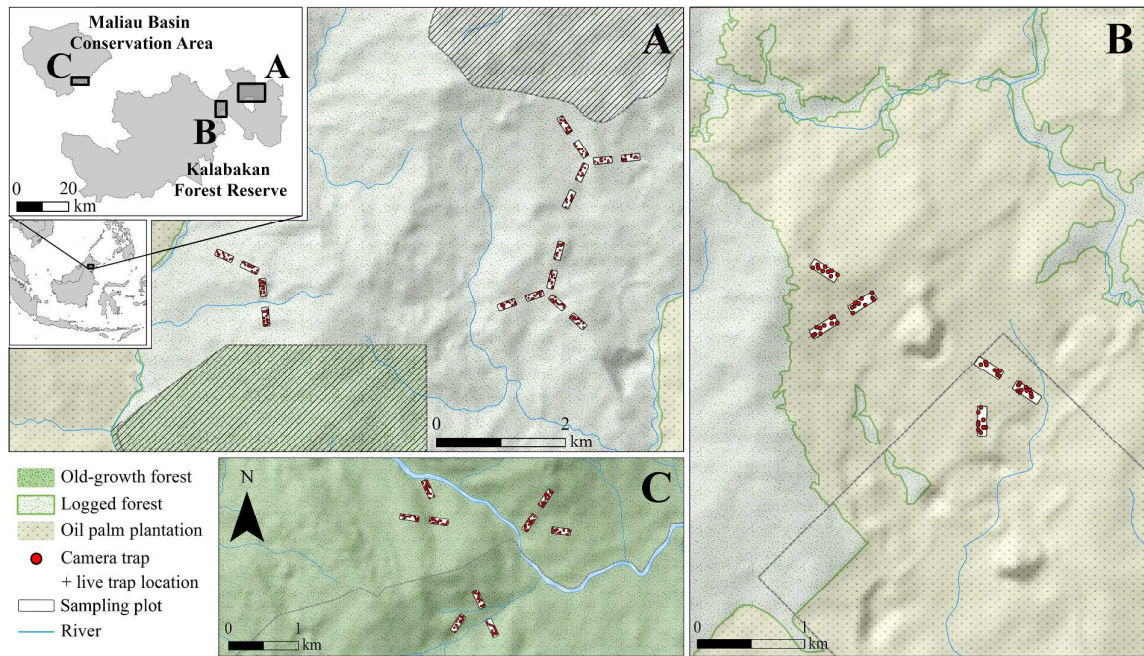 Maliau Basin
Conservation Area
C
A
B
Kalabakan
Forest Reserve
0 20
km
A
0 2
km
B
0 1
km
N
C
0 1
km
Old-growth forest
Logged forest
Oil palm plantation
Camera trap
+ live trap location
Sampling plot
River